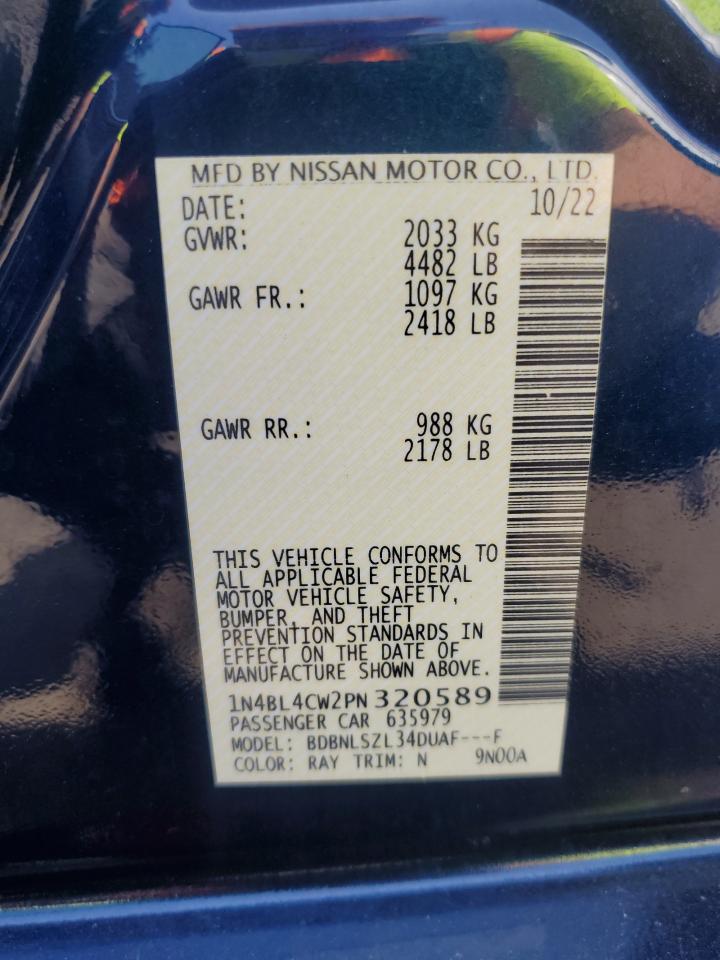 MFD BY NISSAN MOTOR CO., LTD.
DATE: 10/22
GVWR: 2033 KG
4482 LB
GAWR FR.: 1097 KG
2418 LB
GAWR RR.: 988 KG
2178 LB
THIS VEHICLE CONFORMS TO
ALL APPLICABLE FEDERAL
MOTOR VEHICLE SAFETY,
BUMPER, AND THEFT
PREVENTION STANDARDS IN
EFFECT ON THE DATE OF
MANUFACTURE SHOWN ABOVE.
1N4BL4CW2PN320589
PASSENGER CAR 635979
MODEL: BDBNLSZL34DUAF---F
COLOR: RAY TRIM: N 9N00A